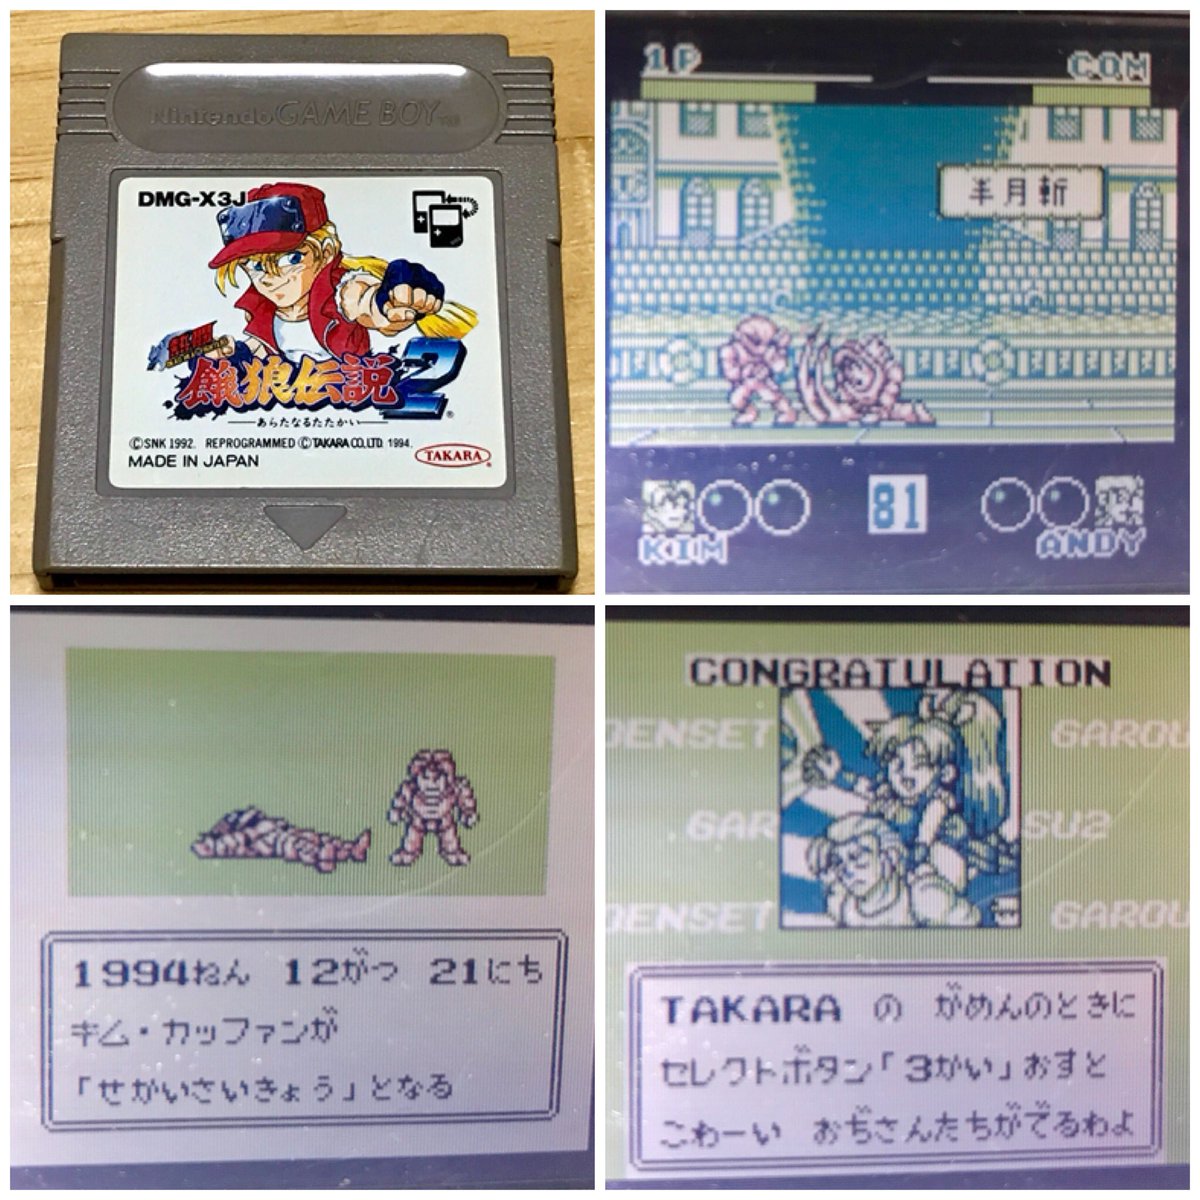 Nintendo GAME BOY TM
DMG-X3J
熱闘
餓狼伝説2
—あらたなるたたかい—
©SNK 1992. REPROGRAMMED ©TAKARA CO.,LTD. 1994.
MADE IN JAPAN
TAKARA
1P COM
半月斬
81
KIM ANDY
1994ねん 12がつ 21にち
キム・カッファンが
「せかいさいきょう」となる
CONGRATULATION
DENSET GAROU
GAR SU2
DENSET GAROU
TAKARA の がめんのときに
セレクトボタン「3かい」おすと
こわーい おぢさんたちがでるわよ